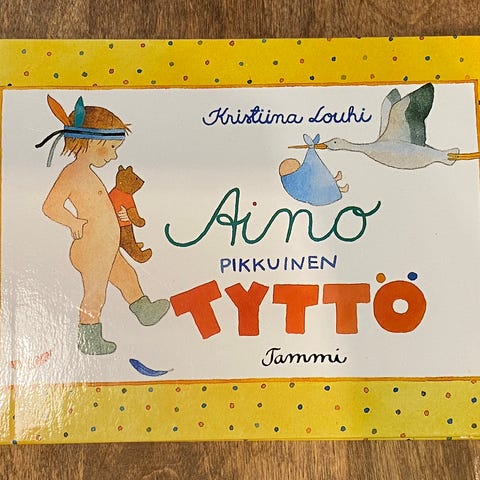 Kristiina Louhi
Aino
PIKKUINEN
TYTTÖ
Tammi